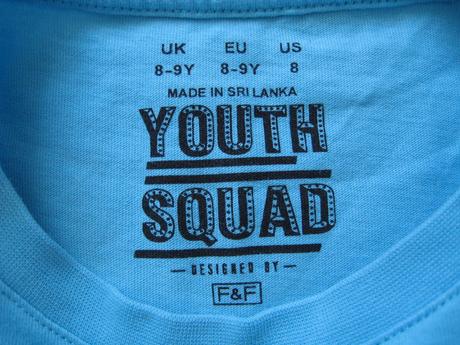 UK EU US
8-9Y 8-9Y 8
MADE IN SRI LANKA
YOUTH
SQUAD
— DESIGNED BY —
F&F